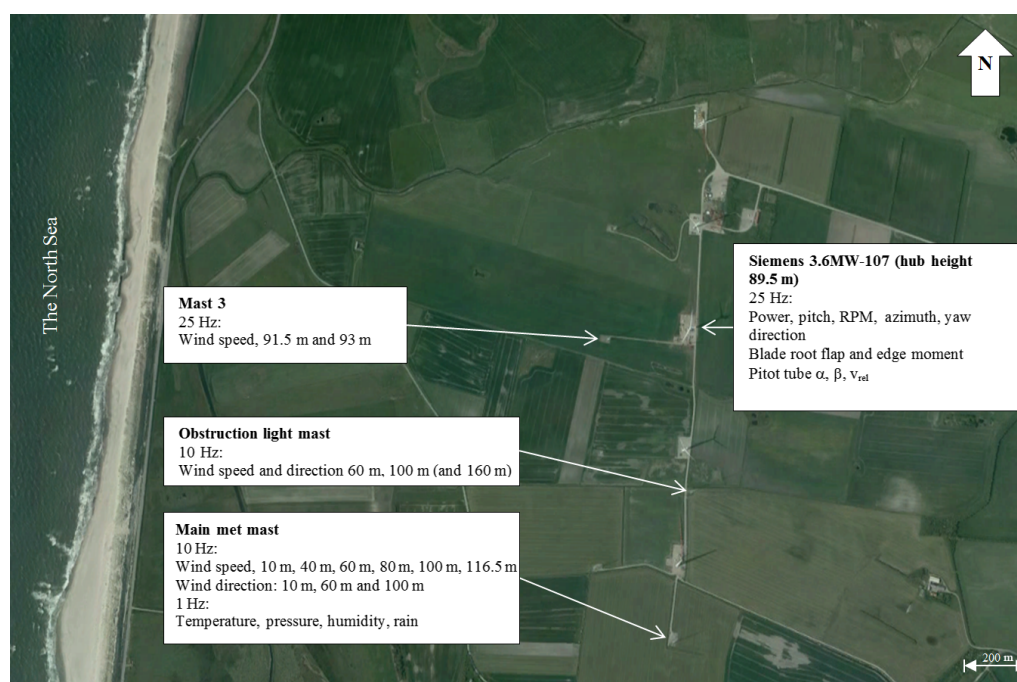 N
The North Sea
Siemens 3.6MW-107 (hub height
89.5 m)
25 Hz:
Power, pitch, RPM, azimuth, yaw
direction
Blade root flap and edge moment
Pitot tube α, β, vrel
Mast 3
25 Hz:
Wind speed, 91.5 m and 93 m
Obstruction light mast
10 Hz:
Wind speed and direction 60 m, 100 m (and 160 m)
Main met mast
10 Hz:
Wind speed, 10 m, 40 m, 60 m, 80 m, 100 m, 116.5 m
Wind direction: 10 m, 60 m and 100 m
1 Hz:
Temperature, pressure, humidity, rain
200 m